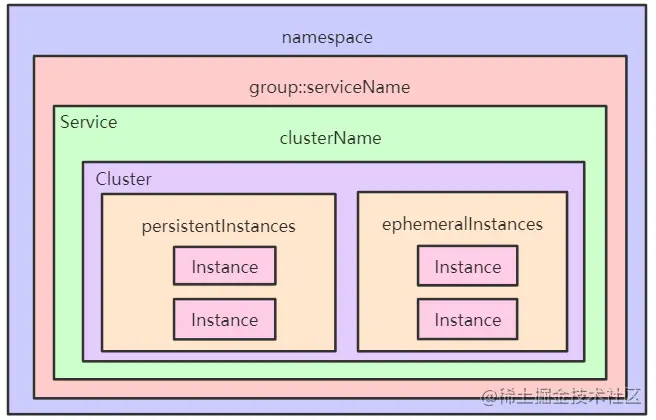 namespace
group::serviceName
Service
clusterName
Cluster
persistentInstances
Instance
Instance
ephemeralInstances
Instance
Instance
@稀土掘金技术社区